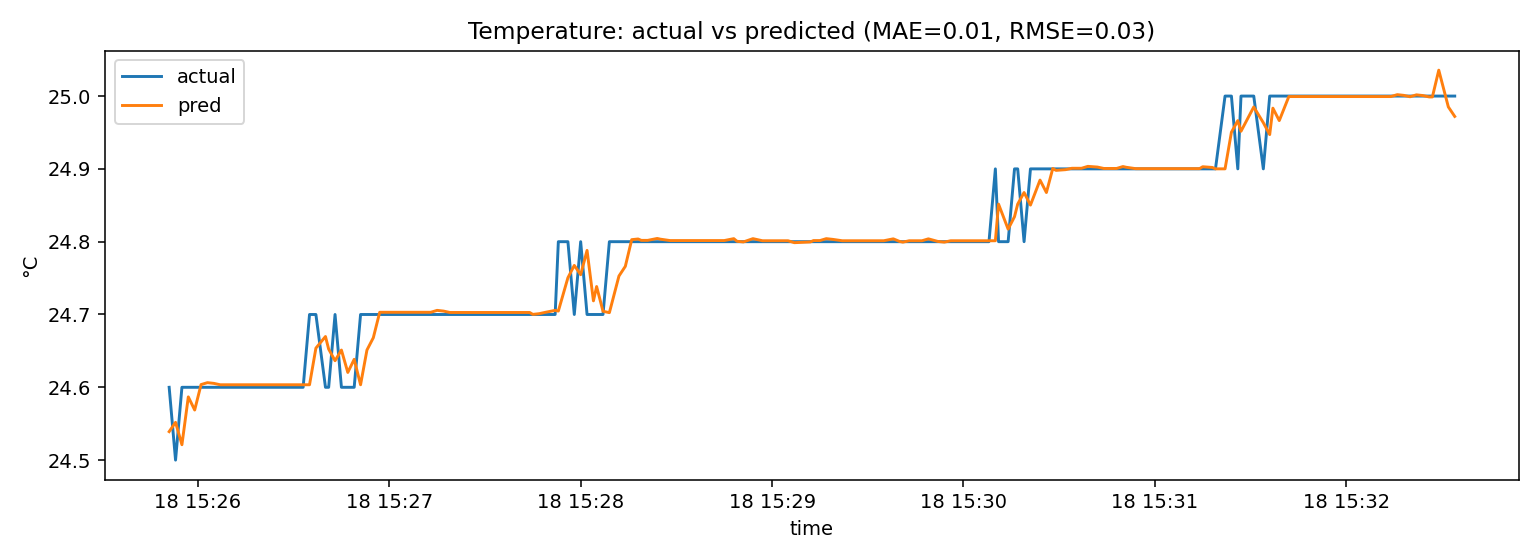 Temperature: actual vs predicted (MAE=0.01, RMSE=0.03)
actual
pred
25.0
24.9
24.8
24.7
24.6
24.5
°C
18 15:26 18 15:27 18 15:28 18 15:29 18 15:30 18 15:31 18 15:32
time